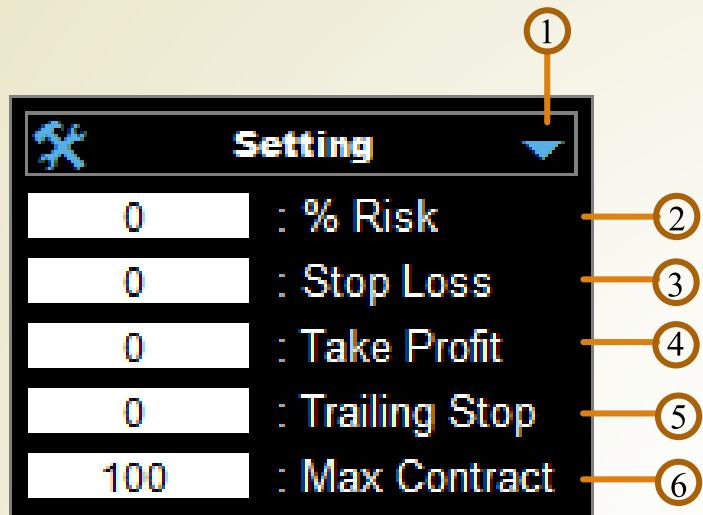 1
Setting
0 : % Risk 2
0 : Stop Loss 3
0 : Take Profit 4
0 : Trailing Stop 5
100 : Max Contract 6